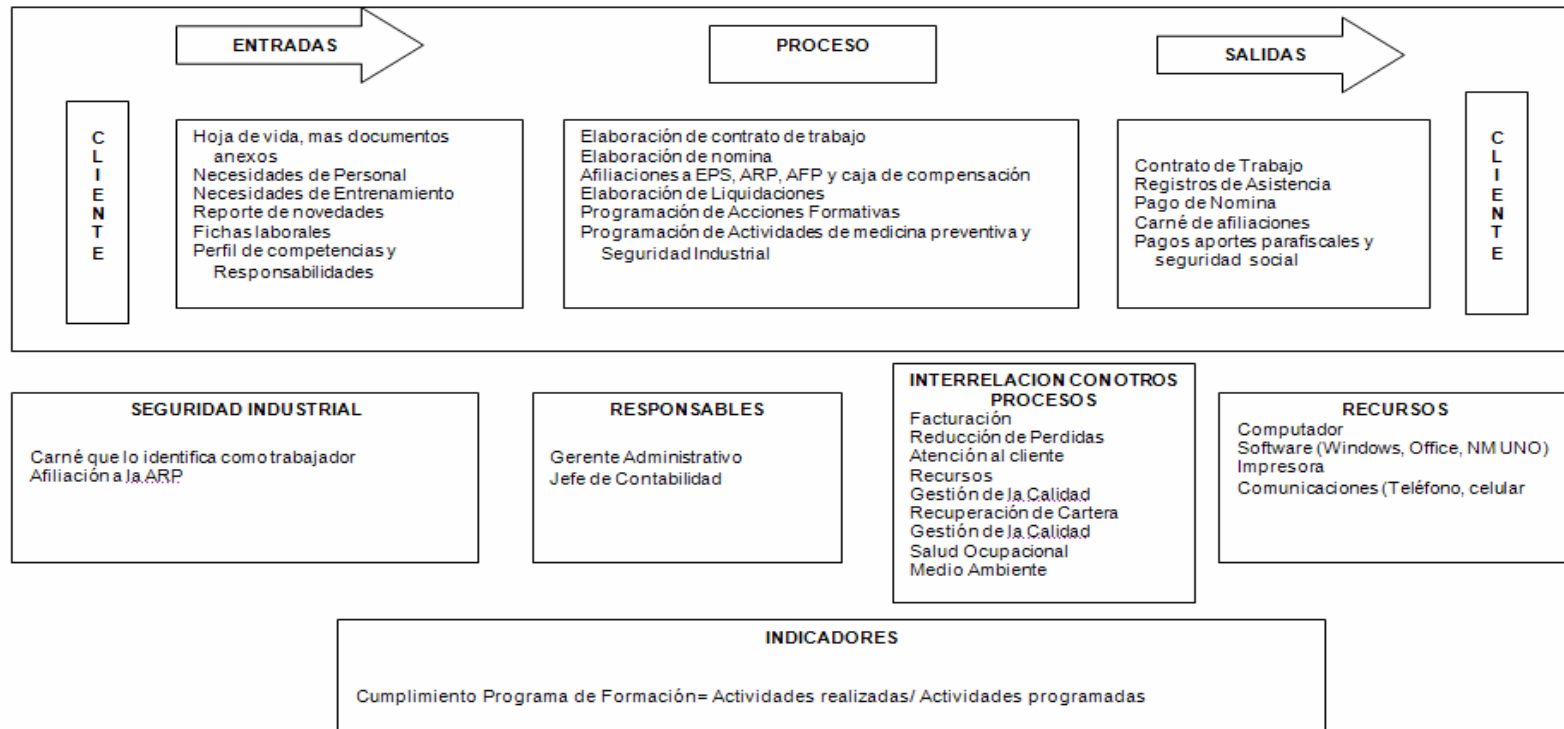 ENTRADAS
PROCESO
SALIDAS
CLIENTE
Hoja de vida, mas documentos
anexos
Necesidades de Personal
Necesidades de Entrenamiento
Reporte de novedades
Fichas laborales
Perfil de competencias y
Responsabilidades
Elaboración de contrato de trabajo
Elaboración de nomina
Afiliaciones a EPS, ARP, AFP y caja de compensación
Elaboración de Liquidaciones
Programación de Acciones Formativas
Programación de Actividades de medicina preventiva y
Seguridad Industrial
Contrato de Trabajo
Registros de Asistencia
Pago de Nomina
Carné de afiliaciones
Pagos aportes parafiscales y
seguridad social
CLIENTE
SEGURIDAD INDUSTRIAL
Carné que lo identifica como trabajador
Afiliación a la ARP
RESPONSABLES
Gerente Administrativo
Jefe de Contabilidad
INTERRELACION CON OTROS
PROCESOS
Facturación
Reducción de Perdidas
Atención al cliente
Recursos
Gestión de la Calidad
Recuperación de Cartera
Gestión de la Calidad
Salud Ocupacional
Medio Ambiente
RECURSOS
Computador
Software (Windows, Office, NM UNO)
Impresora
Comunicaciones (Teléfono, celular
INDICADORES
Cumplimiento Programa de Formación= Actividades realizadas/ Actividades programadas